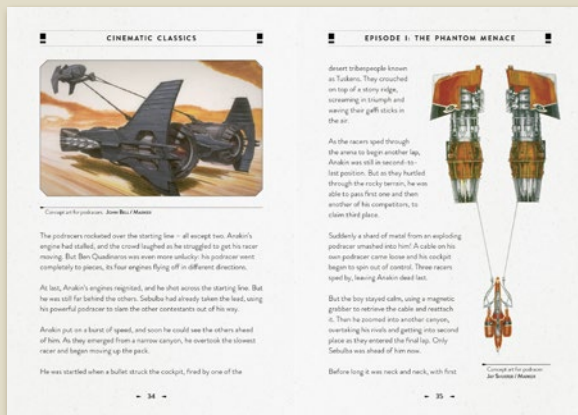 CINEMATIC CLASSICS
Concept art for podracers. JOHN BELL / MARKER
The podracers rocketed over the starting line – all except two. Anakin's
engine had stalled, and the crowd laughed as he struggled to get his racer
moving. But Ben Quadinaros was even more unlucky: his podracer went
completely to pieces, its four engines flying off in different directions.
At last, Anakin's engines reignited, and he shot across the starting line. But
he was still far behind the others. Sebulba had already taken the lead, using
his powerful podracer to slam the other contestants out of his way.
Anakin put on a burst of speed, and soon he could see the others ahead
of him. As they emerged from a narrow canyon, he overtook the slowest
racer and began moving up the pack.
He was startled when a bullet struck the cockpit, fired by one of the
34
EPISODE I: THE PHANTOM MENACE
desert tribespeople known
as Tuskens. They crouched
on top of a stony ridge,
screaming in triumph and
waving their gaffi sticks in
the air.
As the racers sped through
the arena to begin another lap,
Anakin was still in second-to-
last position. But as they hurtled
through the rocky terrain, he was
able to pass first one and then
another of his competitors, to
claim third place.
Suddenly a shard of metal from an exploding
podracer smashed into him! A cable on his
own podracer came loose and his cockpit
began to spin out of control. Three racers
sped by, leaving Anakin dead last.
But the boy stayed calm, using a magnetic
grabber to retrieve the cable and reattach
it. Then he zoomed into another canyon,
overtaking his rivals and getting into second
place as they entered the final lap. Only
Sebulba was ahead of him now.
Before long it was neck and neck, with first
Concept art for podracer.
JAY SHUSTER / MARKER
35